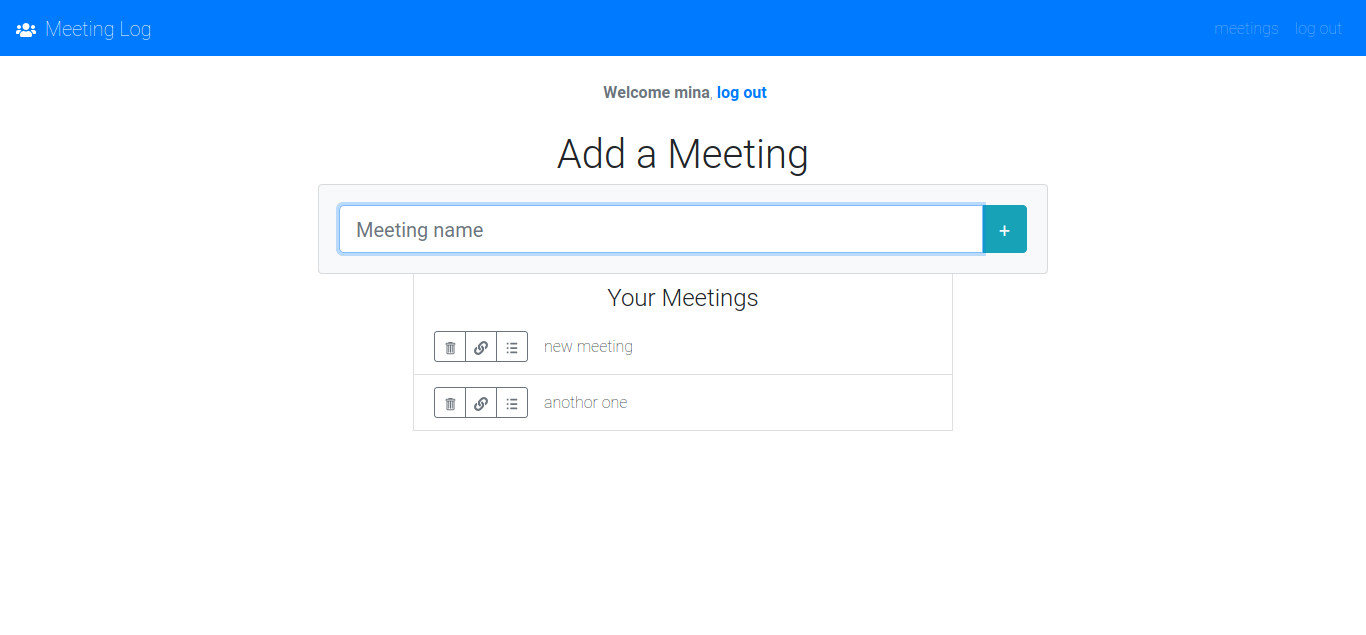 Meeting Log
meetings log out
Welcome mina, log out
Add a Meeting
Meeting name
+
Your Meetings
new meeting
anothor one